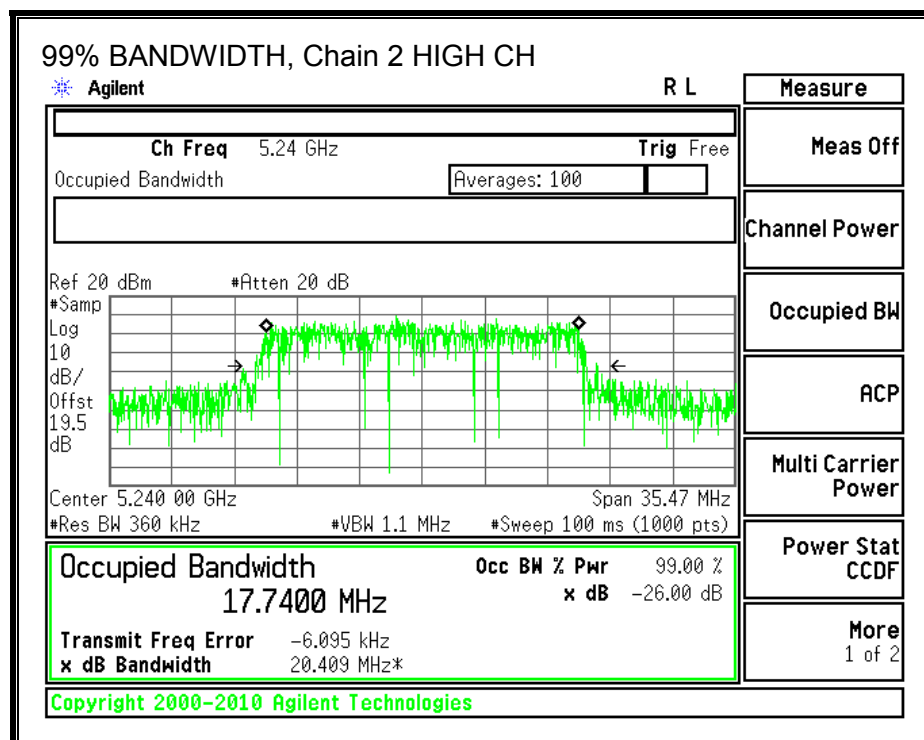 99% BANDWIDTH, Chain 2 HIGH CH
Agilent R L
Ch Freq 5.24 GHz Trig Free
Occupied Bandwidth Averages: 100
Ref 20 dBm #Atten 20 dB
#Samp
Log
10
dB/
Offst
19.5
dB
Center 5.240 00 GHz Span 35.47 MHz
#Res BW 360 kHz #VBW 1.1 MHz #Sweep 100 ms (1000 pts)
Occupied Bandwidth
17.7400 MHz
Occ BW % Pwr 99.00 %
x dB -26.00 dB
Transmit Freq Error -6.095 kHz
x dB Bandwidth 20.409 MHz*
Copyright 2000-2010 Agilent Technologies
Measure
Meas Off
Channel Power
Occupied BW
ACP
Multi Carrier
Power
Power Stat
CCDF
More
1 of 2